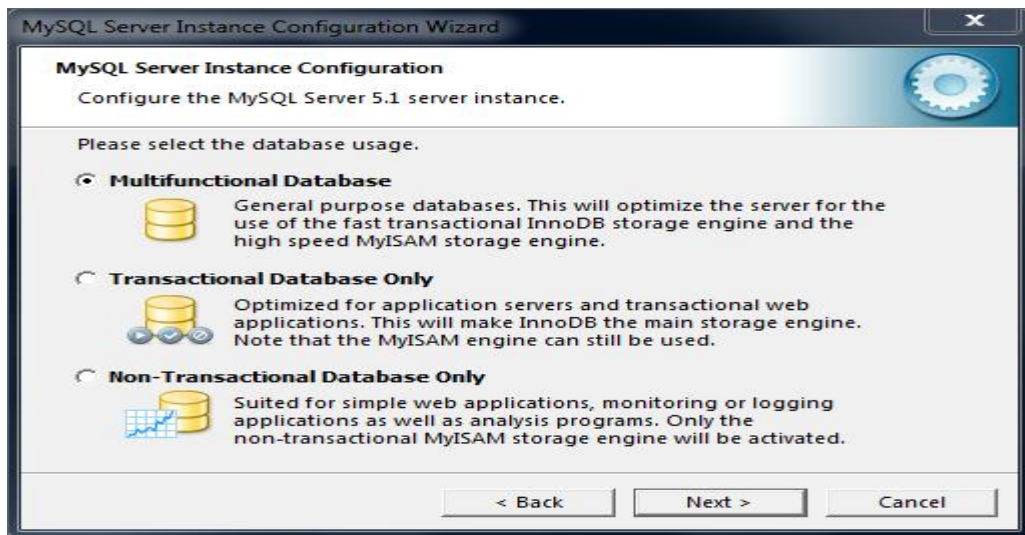 MySQL Server Instance Configuration Wizard
MySQL Server Instance Configuration
Configure the MySQL Server 5.1 server instance.
Please select the database usage.
Multifunctional Database
General purpose databases. This will optimize the server for the
use of the fast transactional InnoDB storage engine and the
high speed MyISAM storage engine.
Transactional Database Only
Optimized for application servers and transactional web
applications. This will make InnoDB the main storage engine.
Note that the MyISAM engine can still be used.
Non-Transactional Database Only
Suited for simple web applications, monitoring or logging
applications as well as analysis programs. Only the
non-transactional MyISAM storage engine will be activated.
< Back Next > Cancel